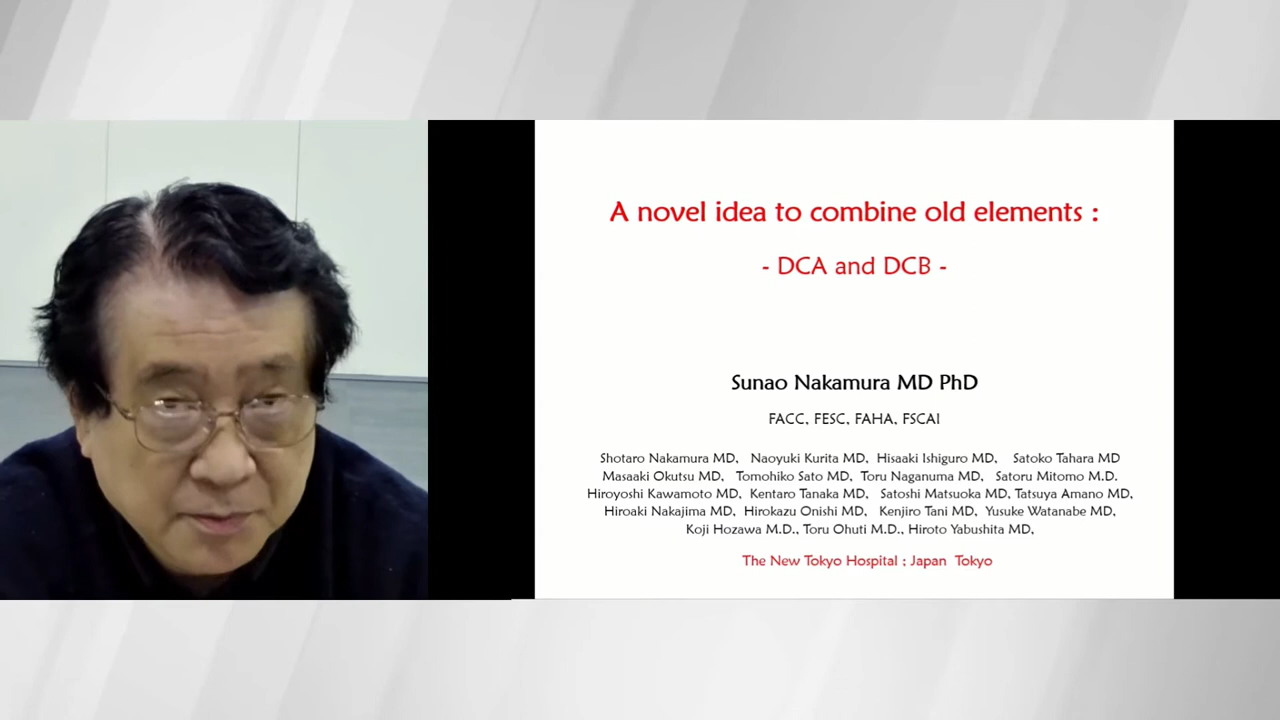 A novel idea to combine old elements :
- DCA and DCB -
Sunao Nakamura MD PhD
FACC, FESC, FAHA, FSCAI
Shotaro Nakamura MD, Naoyuki Kurita MD, Hisaaki Ishiguro MD, Satoko Tahara MD
Masaaki Okutsu MD, Tomohiko Sato MD, Toru Naganuma MD, Satoru Mitomo M.D.
Hiroyoshi Kawamoto MD, Kentaro Tanaka MD, Satoshi Matsuoka MD, Tatsuya Amano MD,
Hiroaki Nakajima MD, Hirokazu Onishi MD, Kenjiro Tani MD, Yusuke Watanabe MD,
Koji Hozawa M.D., Toru Ohuti M.D., Hiroto Yabushita MD,
The New Tokyo Hospital ; Japan Tokyo